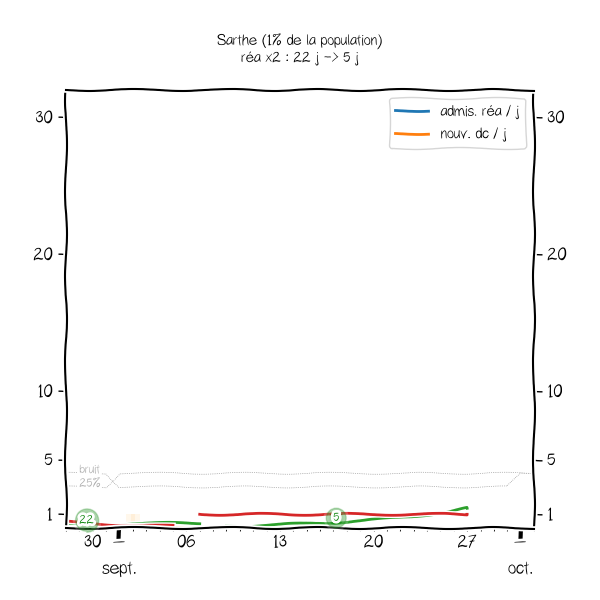 Sarthe (1% de la population)
réa x2 : 22 j -> 5 j
admis. réa / j
nouv. dc / j
30
30
20
20
10
10
5
5
bruit
25%
1
1
22
5
30
06
13
20
27
sept.
oct.